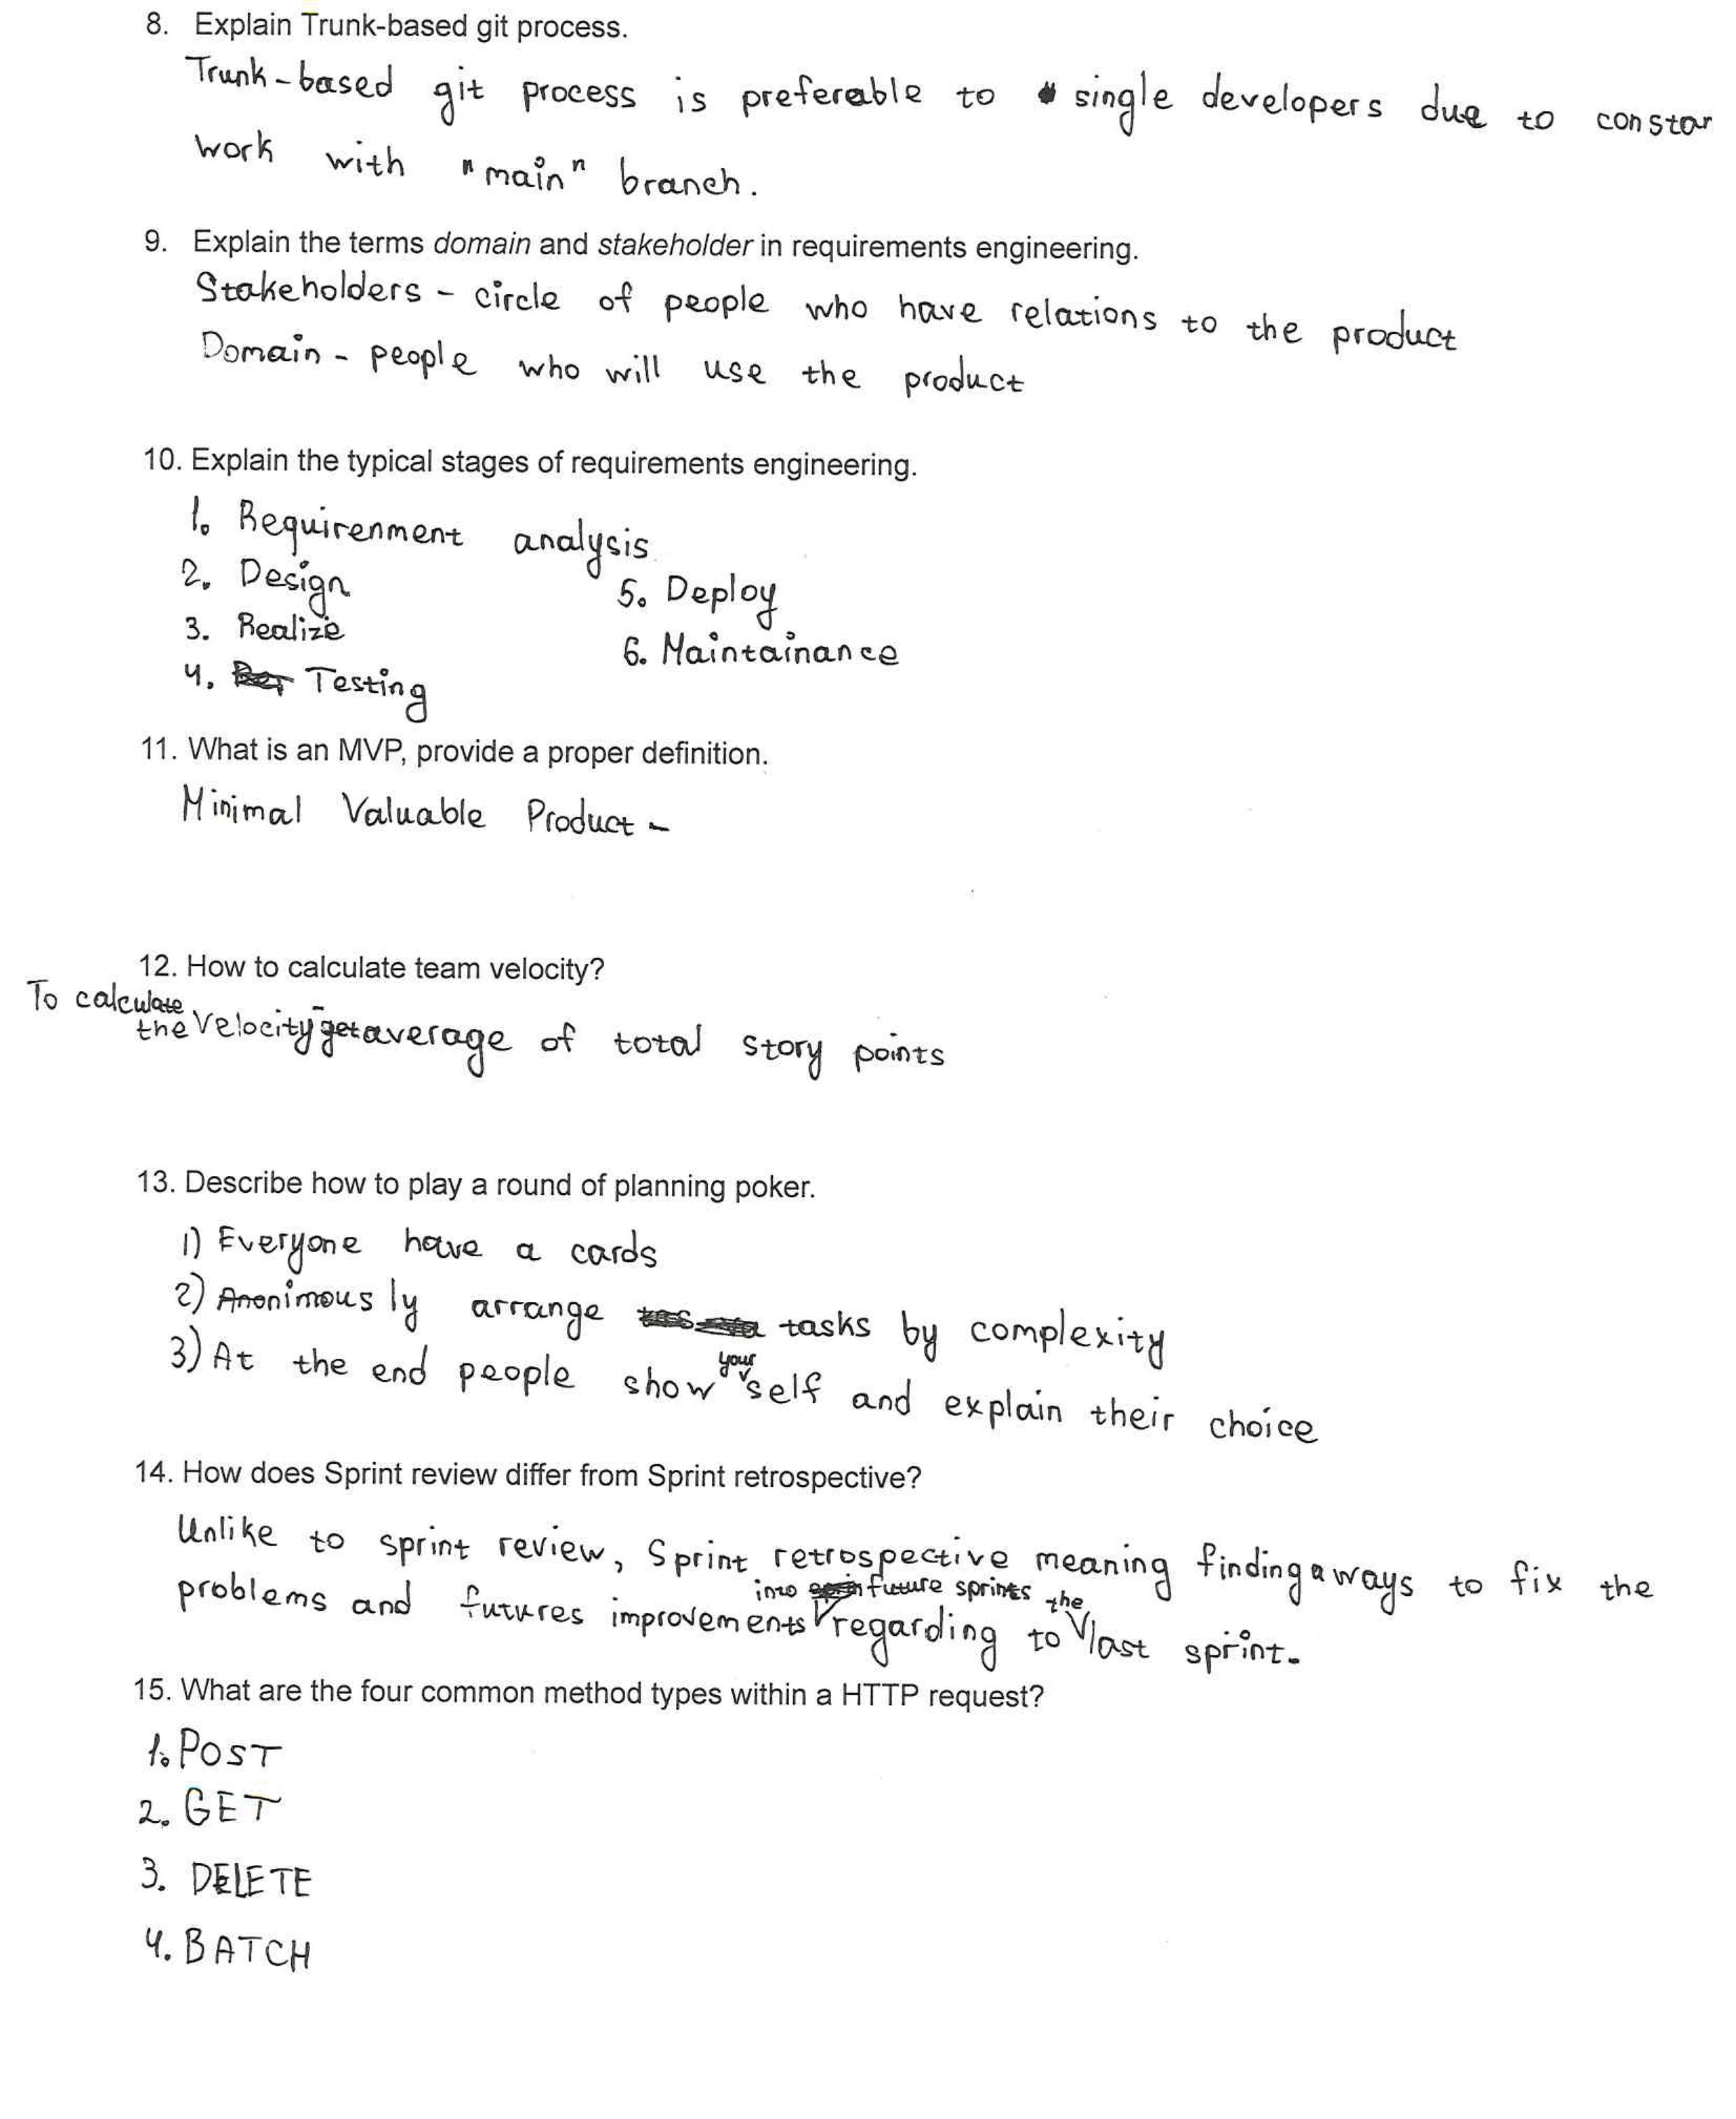 8. Explain Trunk-based git process.
Trunk-based git process is preferable to single developers due to constar
work with "main" branch.
9. Explain the terms domain and stakeholder in requirements engineering.
Stakeholders - circle of people who have relations to the product
Domain - people who will use the product
10. Explain the typical stages of requirements engineering.
1. Requirenment analysis
2. Design
3. Realize
4. Testing
5. Deploy
6. Maintainance
11. What is an MVP, provide a proper definition.
Minimal Valuable Product -
12. How to calculate team velocity?
To calculate
the velocity - get average of total story points
13. Describe how to play a round of planning poker.
1) Everyone have a cards
2) Anonimously arrange tasks by complexity
3) At the end people show your self and explain their choice
14. How does Sprint review differ from Sprint retrospective?
Unlike to sprint review, Sprint retrospective meaning finding a ways to fix the
problems and futures improvements into future sprints regarding to the last sprint.
15. What are the four common method types within a HTTP request?
1. POST
2. GET
3. DELETE
4. BATCH